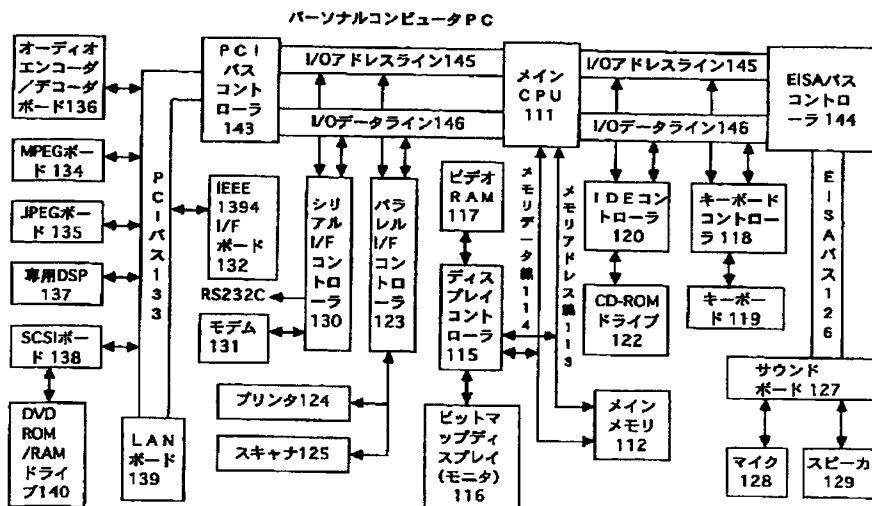 パーソナルコンピュータPC
オーディオ
エンコーダ
/デコーダ
ボード136
MPEGボー
ド134
JPEGボー
ド135
専用DSP
137
SCSIボー
ド138
DVD
ROM
/RAM
ドライ
ブ140
PCIバス133
LAN
ボード
139
PCI
バス
コント
ローラ
143
I/Oアドレスライン145
I/Oデータライン146
IEEE
1394
I/F
ボード
132
RS232C
モデム
131
シリ
アル
I/F
コント
ローラ
130
パラ
レル
I/F
コント
ローラ
123
プリンタ124
スキャナ125
ビデオ
RAM
117
ディス
プレイ
コント
ローラ
115
ビットマ
ップディ
スプレイ
(モニタ)
116
メイン
CPU
111
メモリデータ線114
メモリアドレス線113
メイン
メモリ
112
I/Oアドレスライン145
I/Oデータライン146
IDEコン
トローラ
120
CD-ROM
ドライブ
122
キーボード
コントロー
ラ118
キーボー
ド119
EISAバス
コントロ
ーラ144
EISAバス126
サウンド
ボード127
マイク
128
スピーカ
129